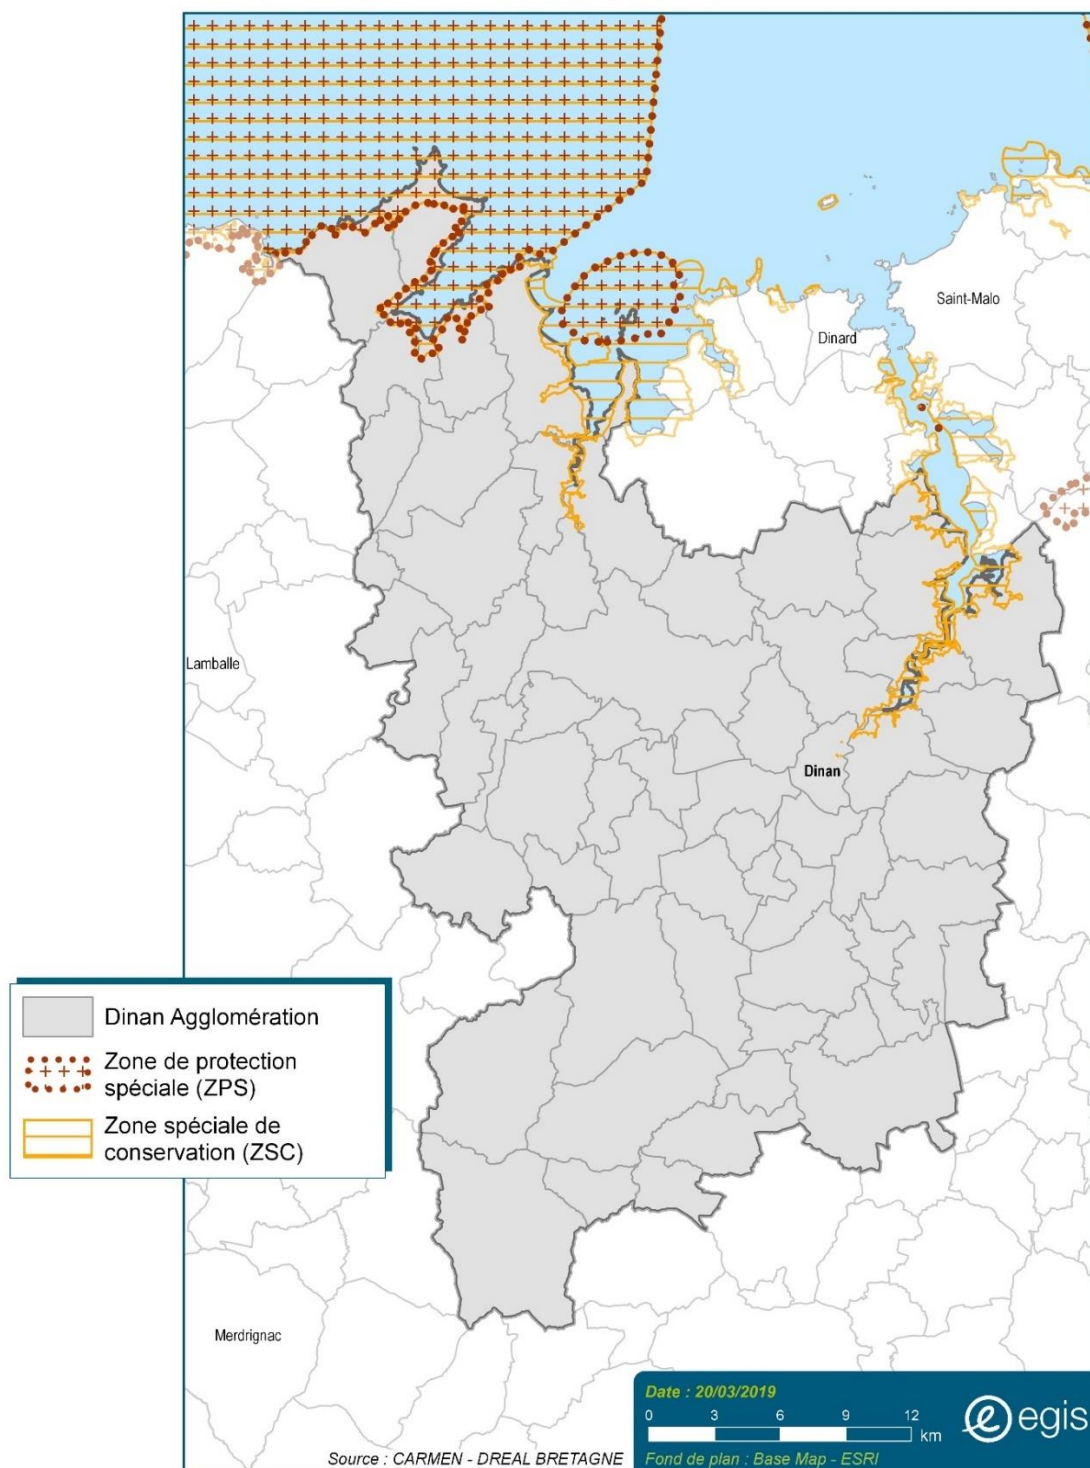 Saint-Malo
Dinard
Lamballe
Dinan
Dinan Agglomération
Zone de protection
spéciale (ZPS)
Zone spéciale de
conservation (ZSC)
Merdrignac
Date : 20/03/2019
0 3 6 9 12
km
egis
Source : CARMEN - DREAL BRETAGNE
Fond de plan : Base Map - ESRI